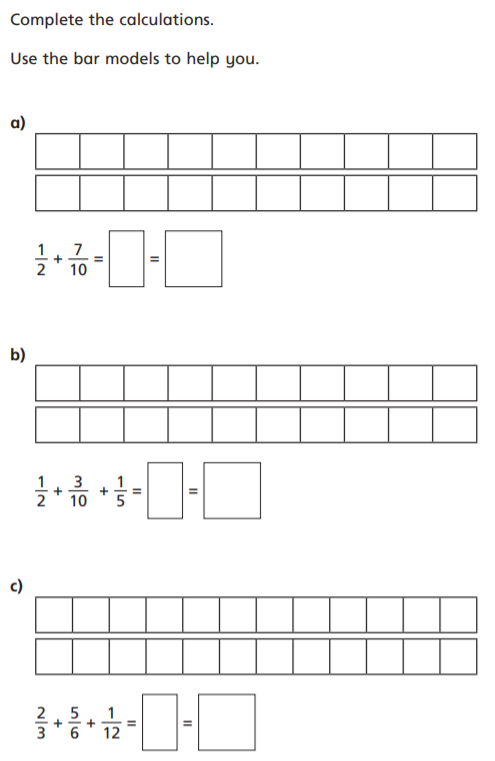 Complete the calculations.
Use the bar models to help you.
a)
1/2 + 7/10 = =
b)
1/2 + 3/10 + 1/5 = =
c)
2/3 + 5/6 + 1/12 = =